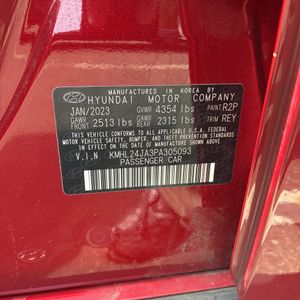 MANUFACTURED IN KOREA BY
HYUNDAI MOTOR COMPANY
JAN/2023 GVWR 4354 lbs PAINT R2P
GAWR FRONT 2513 lbs GAWR REAR 2315 lbs TRIM REY
THIS VEHICLE CONFORMS TO ALL APPLICABLE FEDERAL
MOTOR VEHICLE SAFETY, BUMPER, AND THEFT PREVENTION
STANDARDS IN EFFECT ON THE DATE OF MANUFACTURE
SHOWN ABOVE.
V.I.N KMHL24JA3PA305093
PASSENGER CAR